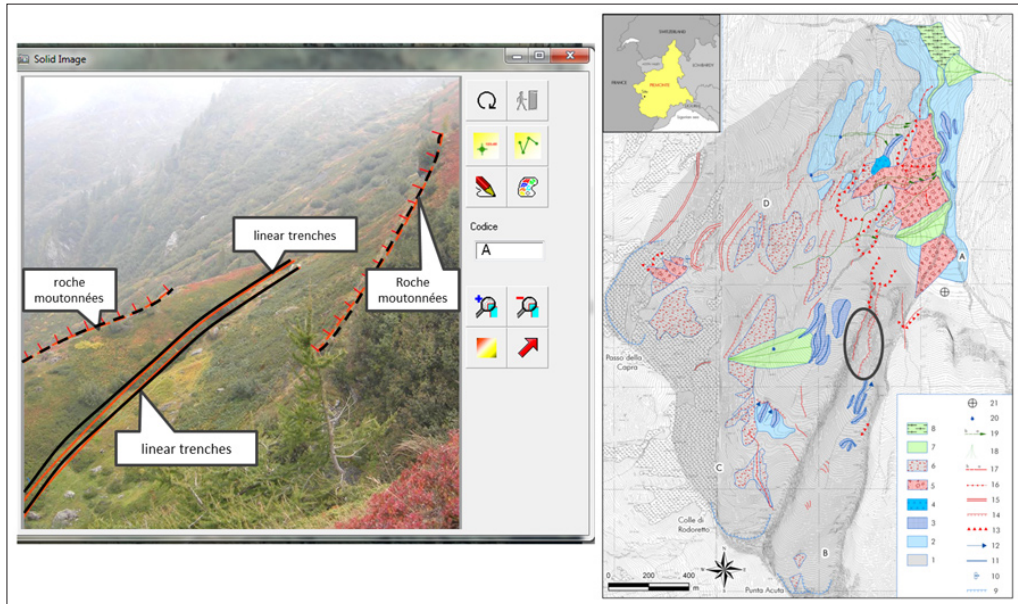 Solid Image
linear trenches
roche
moutonnées
Roche
moutonnées
linear trenches
Codice
A
SWITZERLAND
FRANCE
PIEMONTE
D
A
Passo della
Capra
C
Colle di
Rodoretto
B
Punta Acuta
0 200 400
m
8
7
6
5
4
3
2
1
21
20
19
18
17
16
15
14
13
12
11
10
9